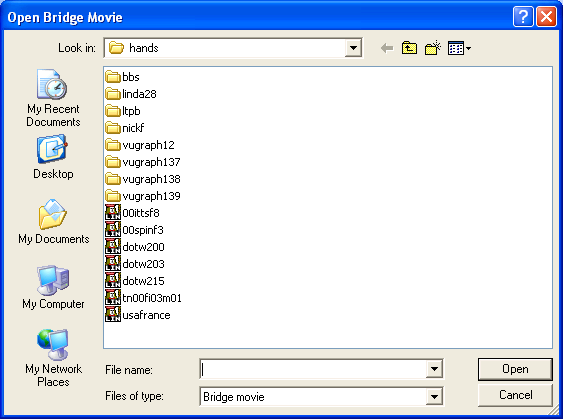 Open Bridge Movie
Look in:
hands
My Recent
Documents
Desktop
My Documents
My Computer
My Network
Places
bbs
linda28
ltpb
nickf
vugraph12
vugraph137
vugraph138
vugraph139
00ittsf8
00spinf3
dotw200
dotw203
dotw215
tn00fi03m01
usafrance
File name:
Open
Files of type:
Bridge movie
Cancel